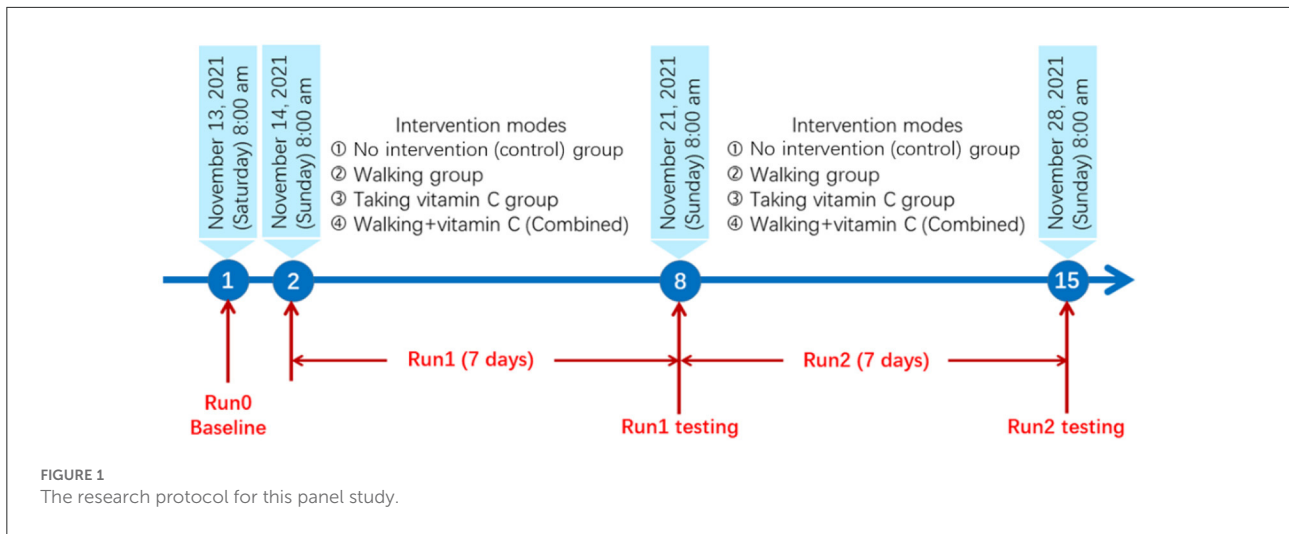 November 13, 2021
(Saturday) 8:00 am
November 14, 2021
(Sunday) 8:00 am
Intervention modes
① No intervention (control) group
② Walking group
③ Taking vitamin C group
④ Walking+vitamin C (Combined)
November 21, 2021
(Sunday) 8:00 am
Intervention modes
① No intervention (control) group
② Walking group
③ Taking vitamin C group
④ Walking+vitamin C (Combined)
November 28, 2021
(Sunday) 8:00 am
1
2
8
15
Run1 (7 days)
Run2 (7 days)
Run0
Baseline
Run1 testing
Run2 testing
FIGURE 1
The research protocol for this panel study.